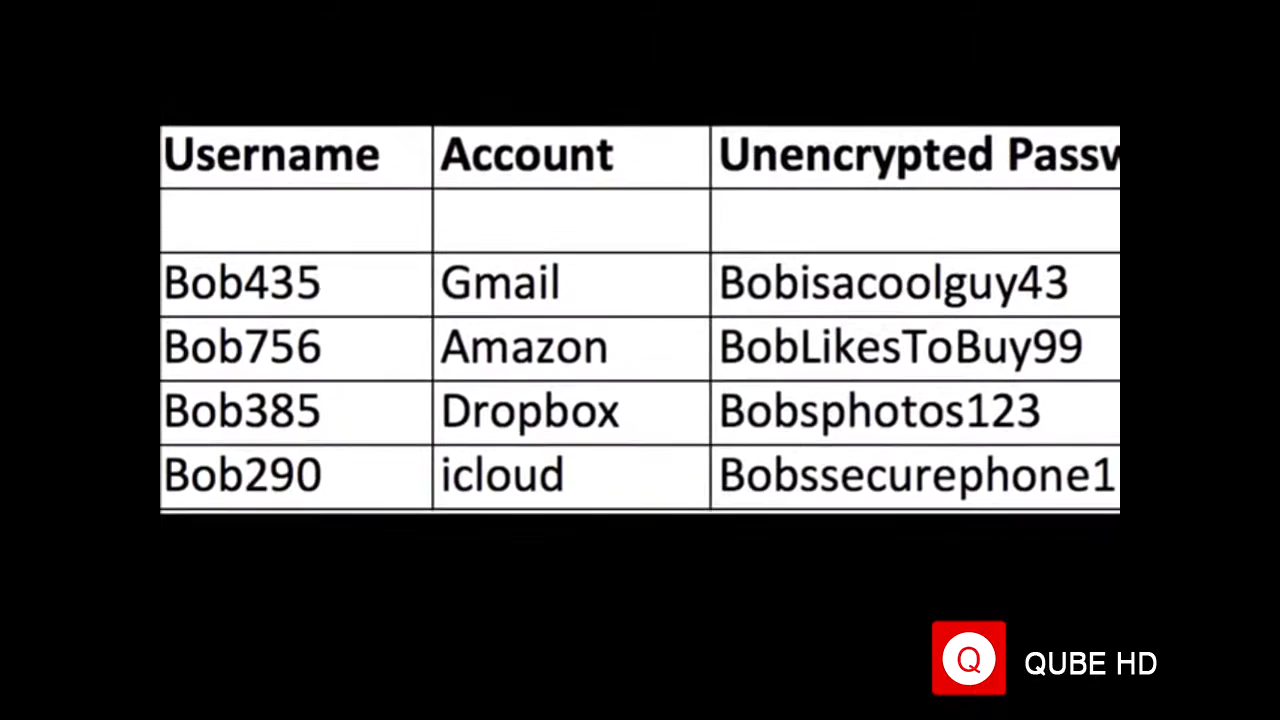 Username Account Unencrypted Passw
Bob435 Gmail Bobisacoolguy43
Bob756 Amazon BobLikesToBuy99
Bob385 Dropbox Bobsphotos123
Bob290 icloud Bobssecurephone1
Q QUBE HD